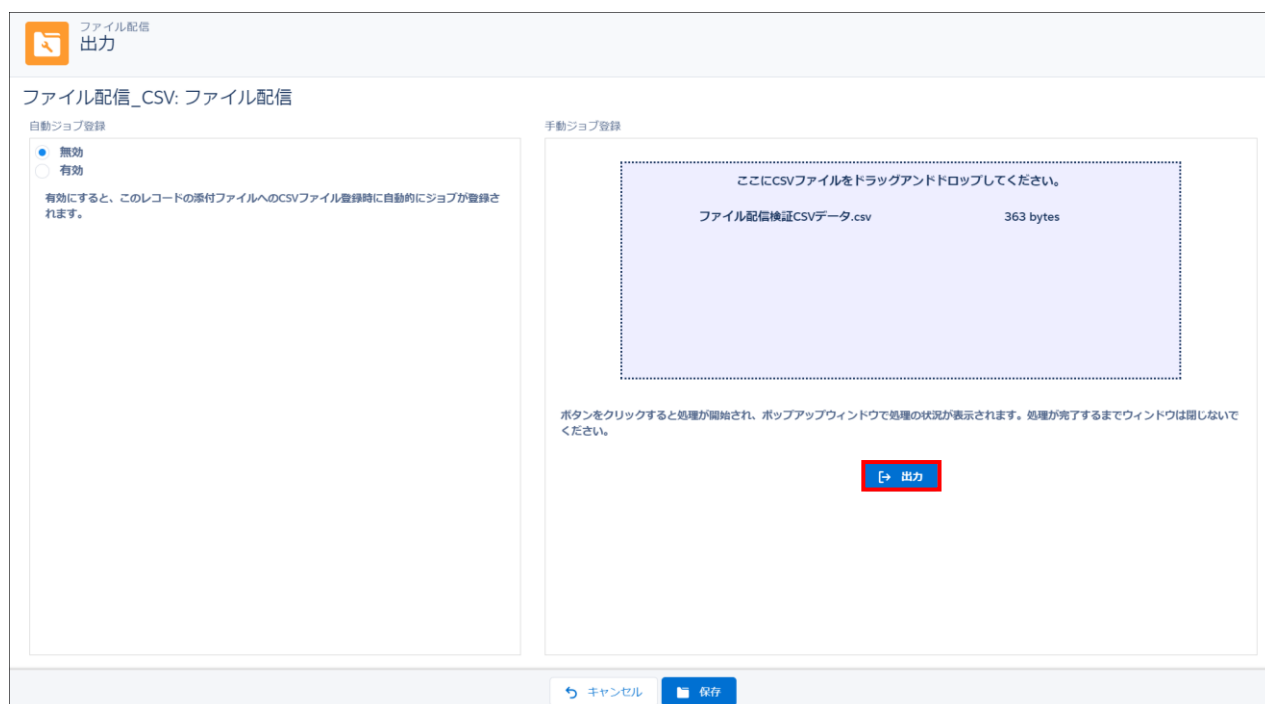 ファイル配信
出力
ファイル配信_CSV: ファイル配信
自動ジョブ登録
無効
有効
有効にすると、このレコードの添付ファイルへのCSVファイル登録時に自動的にジョブが登録さ
れます。
手動ジョブ登録
ここにCSVファイルをドラッグアンドドロップしてください。
ファイル配信検証CSVデータ.csv 363 bytes
ボタンをクリックすると処理が開始され、ポップアップウィンドウで処理の状況が表示されます。処理が完了するまでウィンドウは閉じないで
ください。
出力
キャンセル 保存